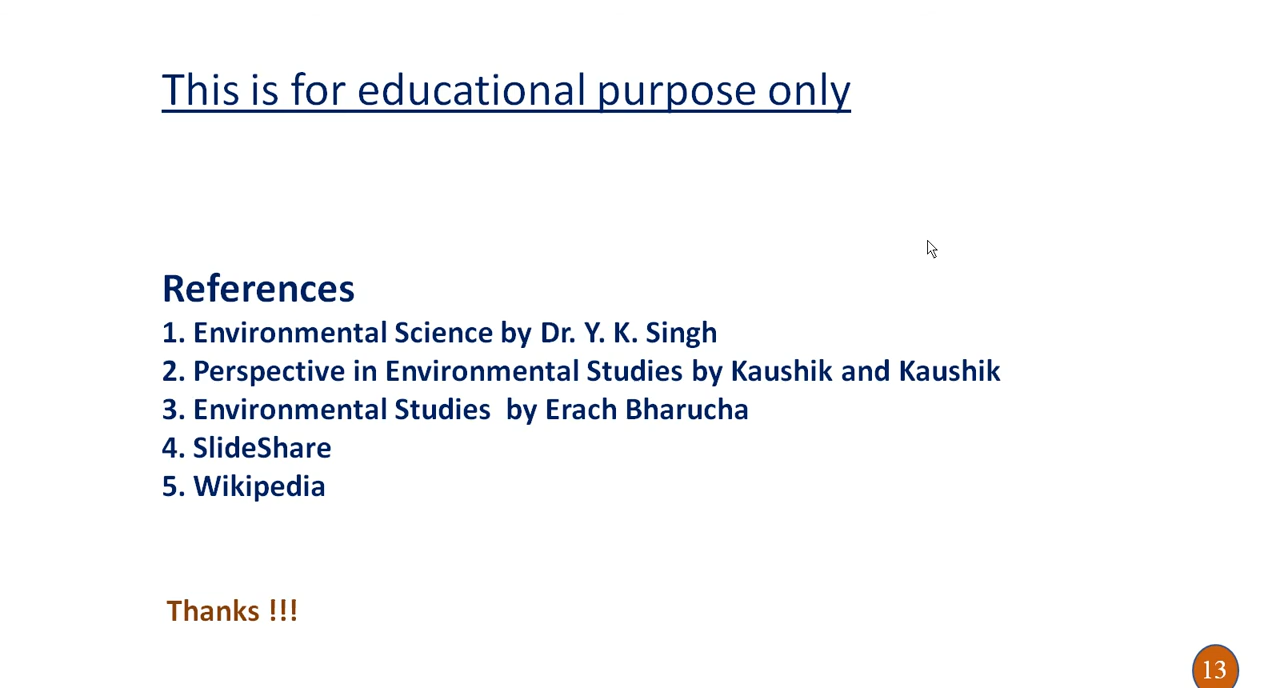 This is for educational purpose only
References
1. Environmental Science by Dr. Y. K. Singh
2. Perspective in Environmental Studies by Kaushik and Kaushik
3. Environmental Studies  by Erach Bharucha
4. SlideShare
5. Wikipedia
Thanks !!!
13